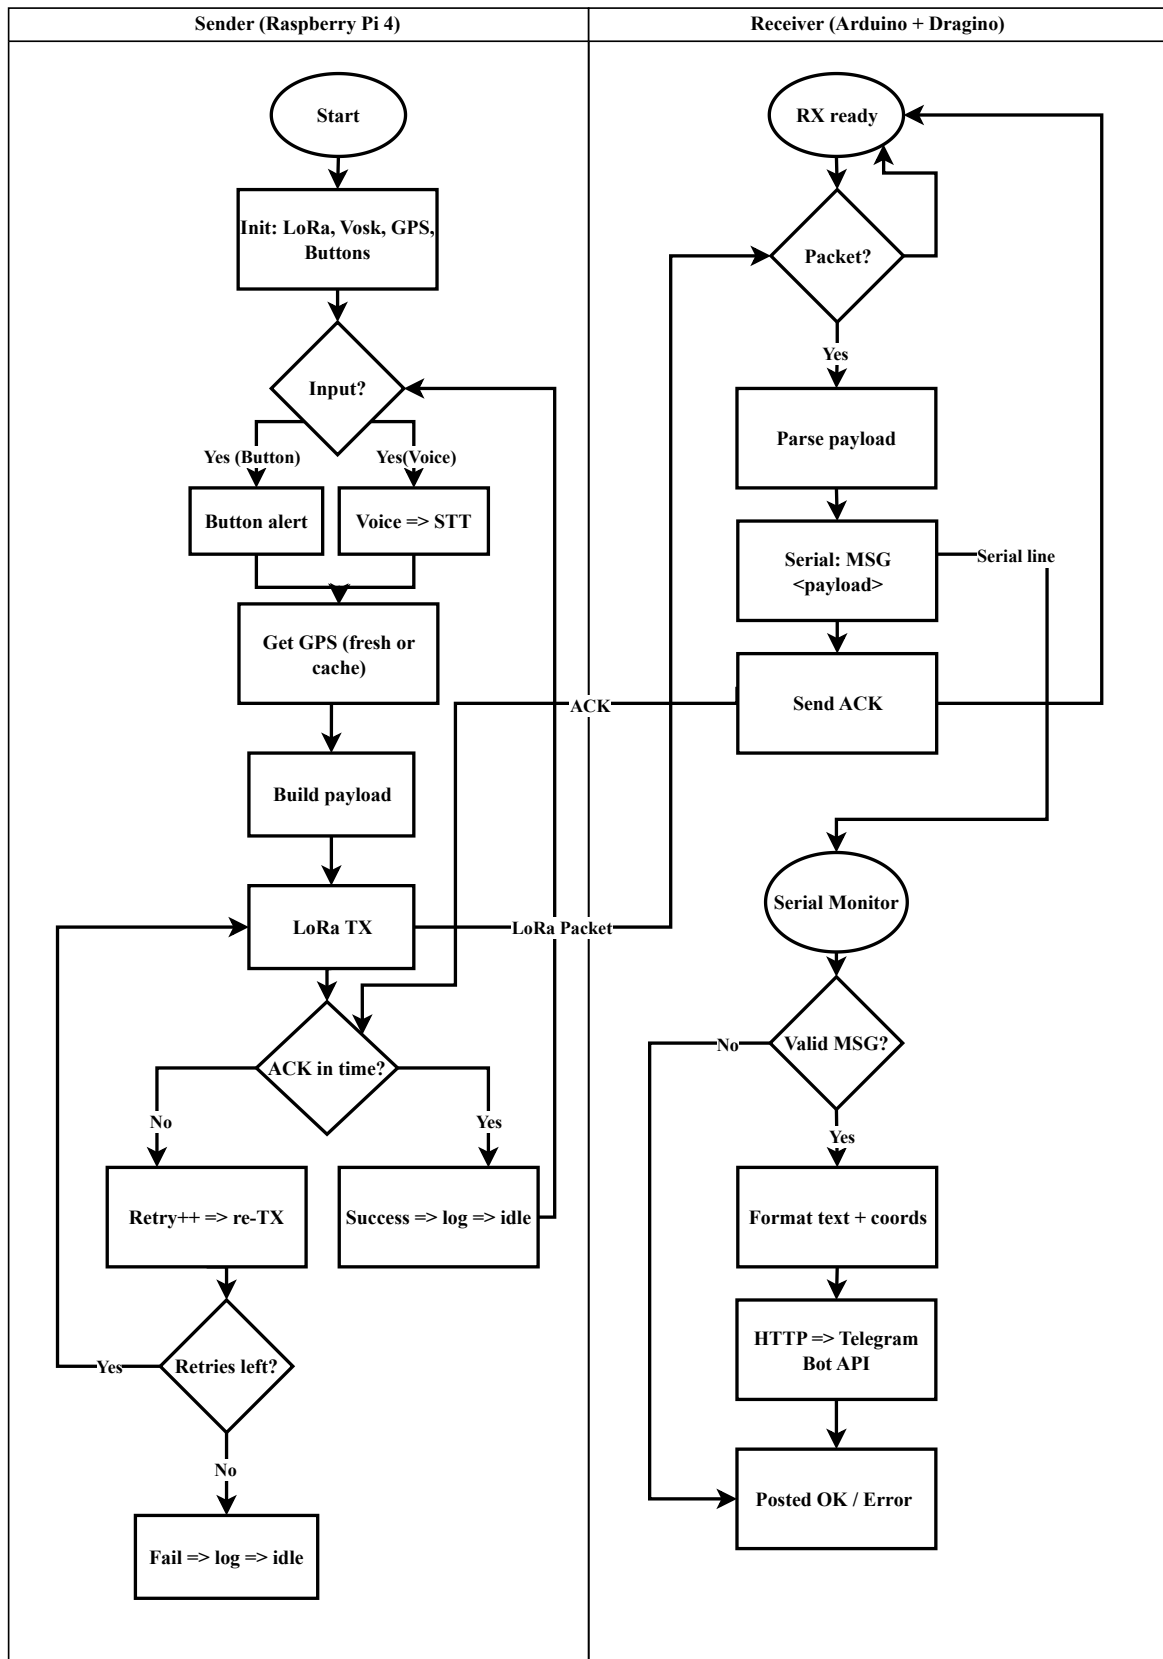 Sender (Raspberry Pi 4)
Start
Init: LoRa, Vosk, GPS,
Buttons
Input?
Yes (Button)
Yes(Voice)
Button alert
Voice => STT
Get GPS (fresh or
cache)
Build payload
LoRa TX
LoRa Packet
ACK in time?
No
Yes
Retry++ => re-TX
Success => log => idle
Retries left?
Yes
No
Fail => log => idle
Receiver (Arduino + Dragino)
RX ready
Packet?
Yes
Parse payload
Serial: MSG
<payload>
Serial line
Send ACK
ACK
Serial Monitor
Valid MSG?
No
Yes
Format text + coords
HTTP => Telegram
Bot API
Posted OK / Error